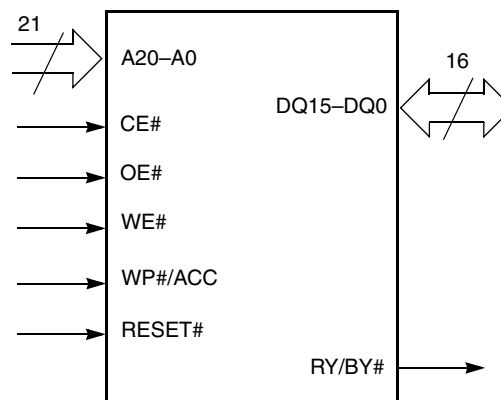 21
A20–A0
16
DQ15–DQ0
CE#
OE#
WE#
WP#/ACC
RESET#
RY/BY#